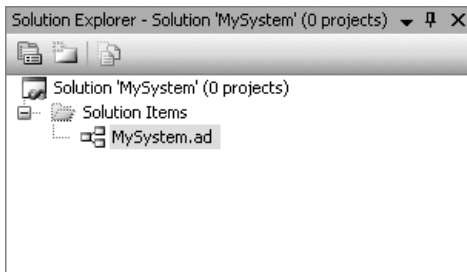 Solution Explorer - Solution 'MySystem' (0 projects)
Solution 'MySystem' (0 projects)
Solution Items
MySystem.ad